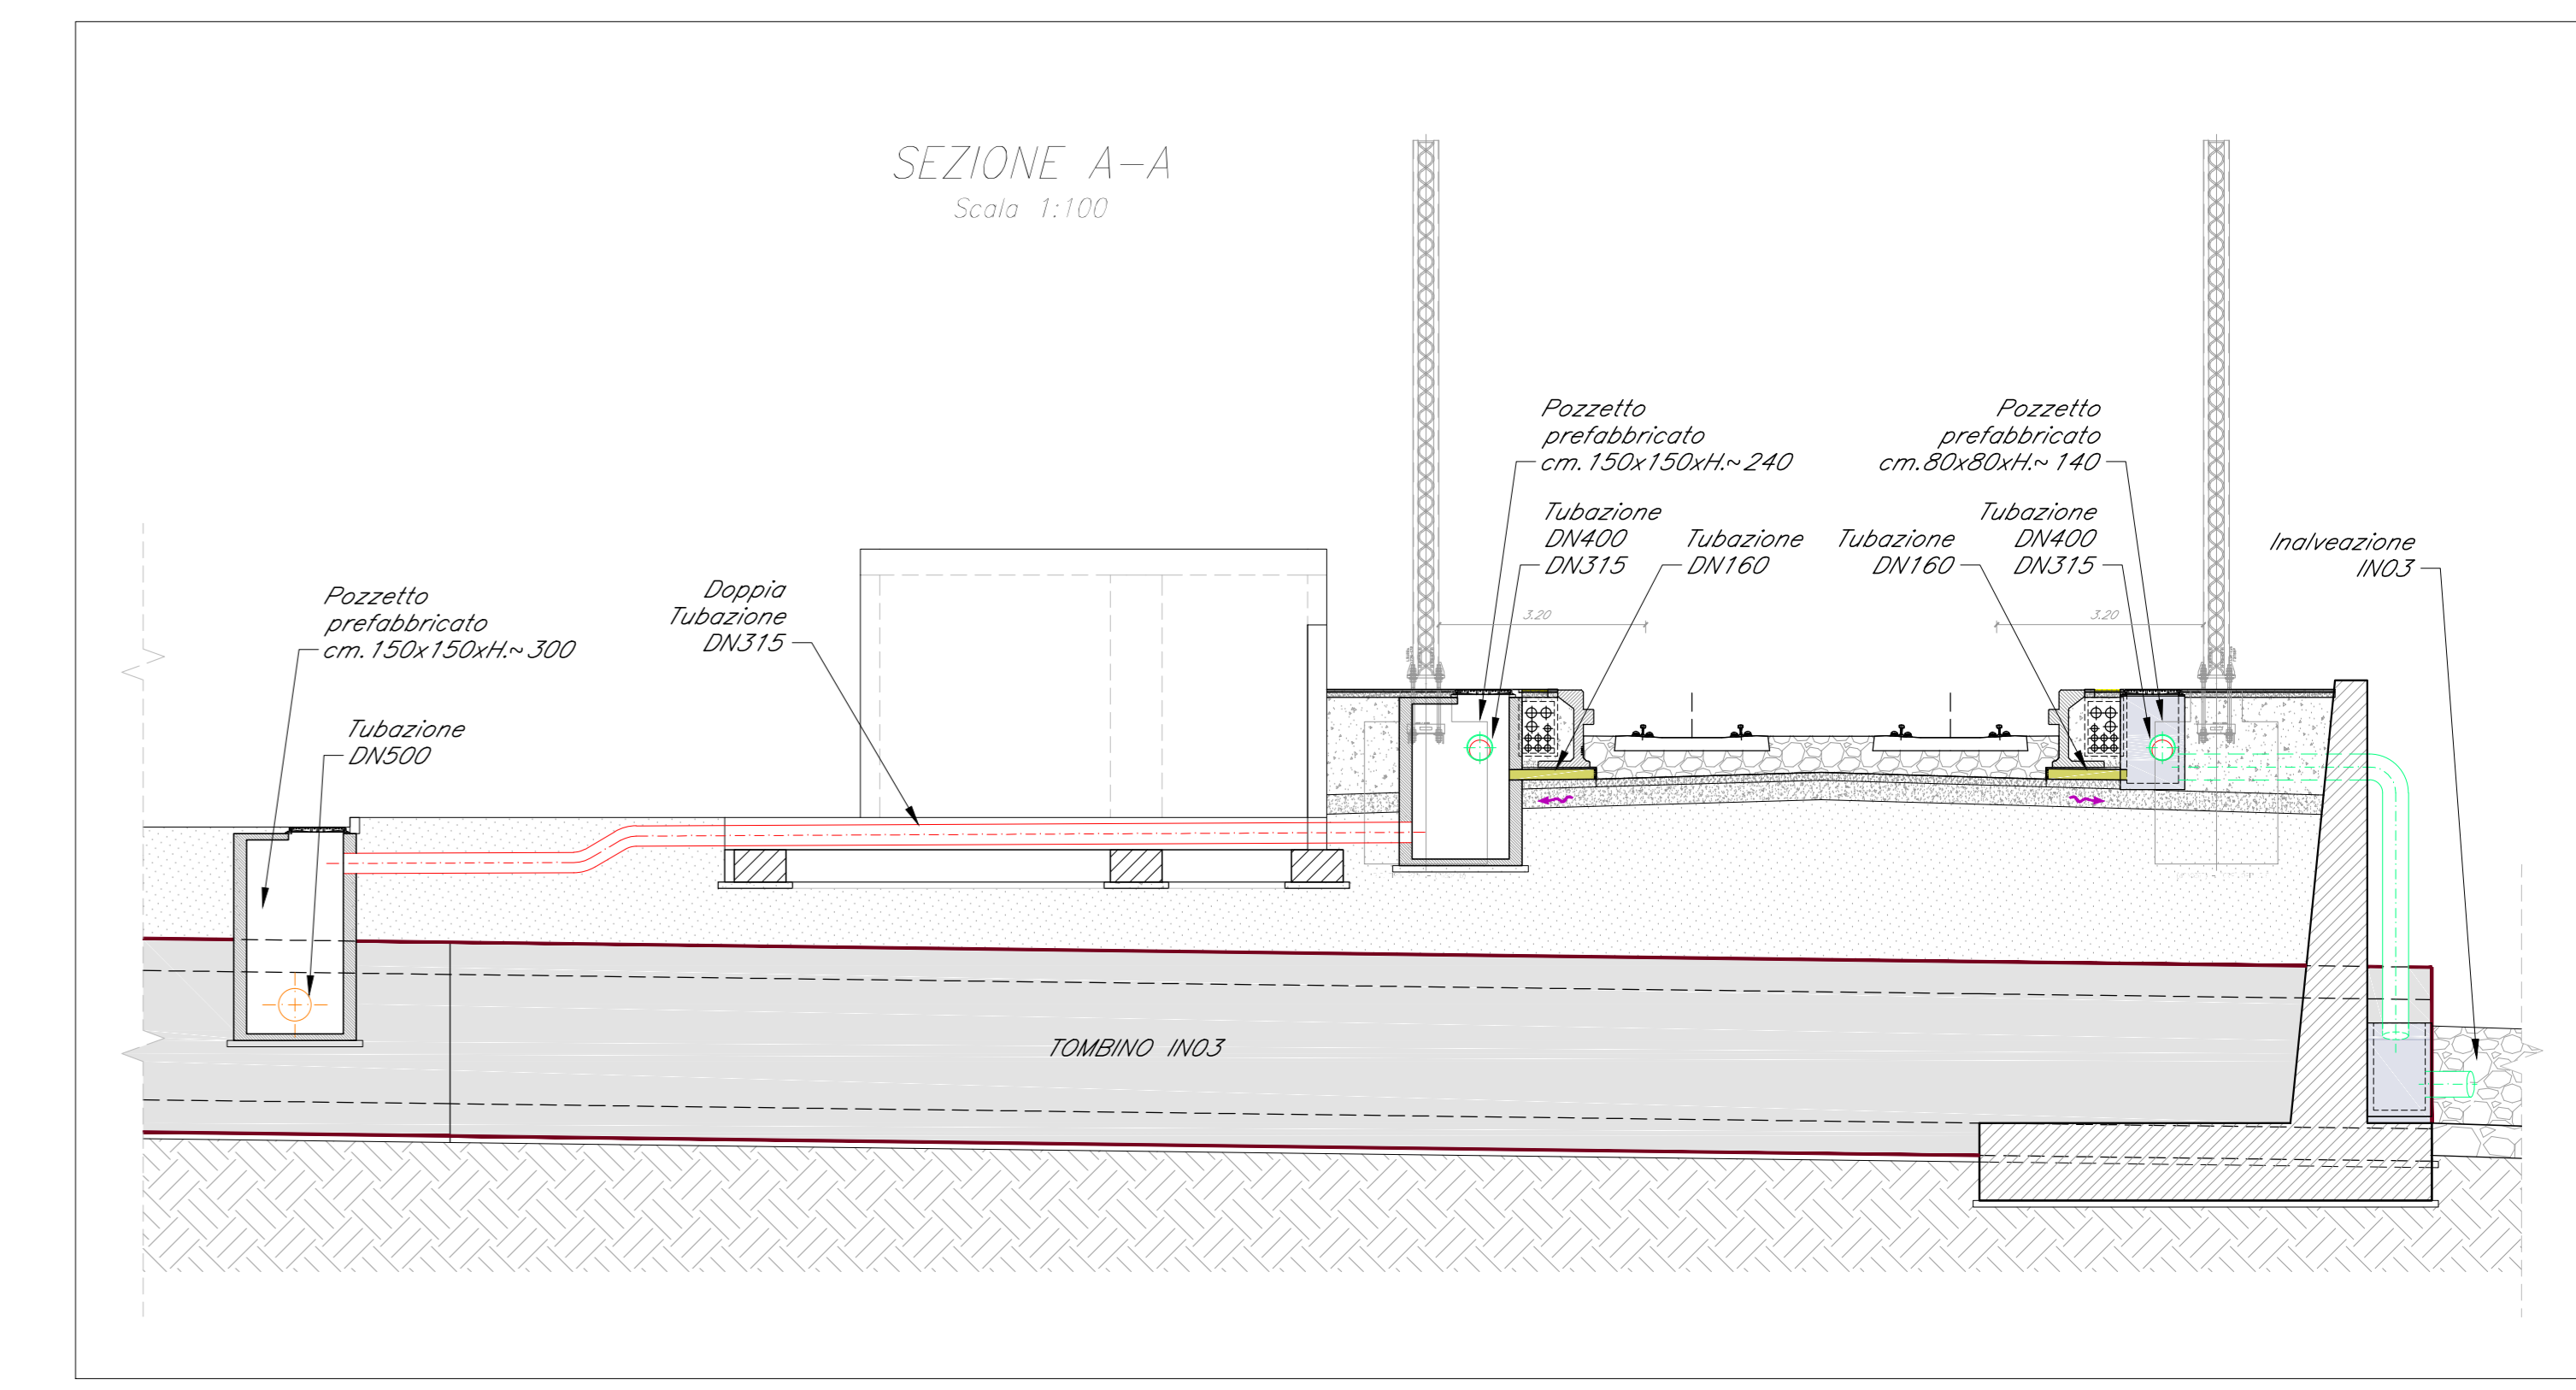 SEZIONE A-A
Scala 1:100
Pozzetto
prefabbricato
cm.150x150xH.~300
Tubazione
DN500
Doppia
Tubazione
DN315
Pozzetto
prefabbricato
cm.150x150xH.~240
Tubazione
DN400
DN315
Tubazione
DN160
3.20
Pozzetto
prefabbricato
cm.80x80xH.~140
Tubazione
DN400
DN315
Tubazione
DN160
3.20
Inalveazione
IN03
TOMBINO IN03